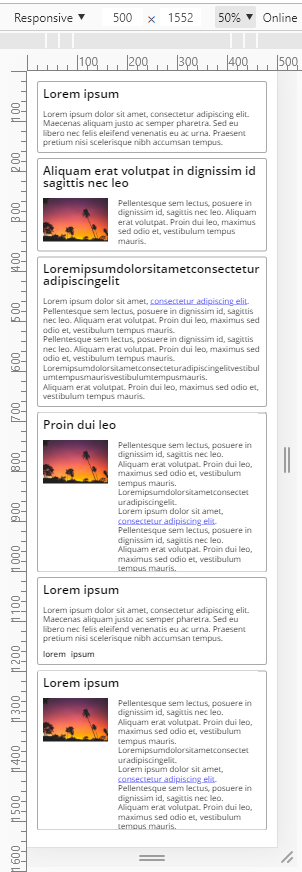 Responsive ▼ 500 × 1552 50% ▼ Online
100 200 300 400 500
100
200
300
400
500
600
700
800
900
1000
1100
1200
1300
1400
1500
1600
Lorem ipsum
Lorem ipsum dolor sit amet, consectetur adipiscing elit.
Maecenas aliquam justo ac semper pharetra. Sed eu
libero nec felis eleifend venenatis eu ac urna. Praesent
pretium nisi scelerisque nibh accumsan tempus.
Aliquam erat volutpat in dignissim id
sagittis nec leo
Pellentesque sem lectus, posuere in
dignissim id, sagittis nec leo. Aliquam
erat volutpat. Proin dui leo, maximus
sed odio et, vestibulum tempus
mauris.
Loremipsumdolorsitametconsectetur
adipiscingelit
Lorem ipsum dolor sit amet, consectetur adipiscing elit.
Pellentesque sem lectus, posuere in dignissim id, sagittis
nec leo. Aliquam erat volutpat. Proin dui leo, maximus sed
odio et, vestibulum tempus mauris.
Pellentesque sem lectus, posuere in dignissim id, sagittis
nec leo. Aliquam erat volutpat. Proin dui leo, maximus sed
odio et, vestibulum tempus mauris.
Loremipsumdolorsitametconsecteturadipiscingelitvestibul
umtempusmaurisvestibulumtempusmauris.
Aliquam erat volutpat. Proin dui leo, maximus sed odio et,
vestibulum tempus mauris.
Proin dui leo
Pellentesque sem lectus, posuere in
dignissim id, sagittis nec leo.
Aliquam erat volutpat. Proin dui leo,
maximus sed odio et, vestibulum
tempus mauris.
Loremipsumdolorsitametconsectet
uradipiscingelit.
Lorem ipsum dolor sit amet,
consectetur adipiscing elit.
Pellentesque sem lectus, posuere in
dignissim id, sagittis nec leo.
Aliquam erat volutpat. Proin dui leo,
maximus sed odio et, vestibulum
tempus mauris.
Lorem ipsum
Lorem ipsum dolor sit amet, consectetur adipiscing elit.
Maecenas aliquam justo ac semper pharetra. Sed eu
libero nec felis eleifend venenatis eu ac urna. Praesent
pretium nisi scelerisque nibh accumsan tempus.
lorem ipsum
Lorem ipsum
Pellentesque sem lectus, posuere in
dignissim id, sagittis nec leo.
Aliquam erat volutpat. Proin dui leo,
maximus sed odio et, vestibulum
tempus mauris.
Loremipsumdolorsitametconsectet
uradipiscingelit.
Lorem ipsum dolor sit amet,
consectetur adipiscing elit.
Pellentesque sem lectus, posuere in
dignissim id, sagittis nec leo.
Aliquam erat volutpat. Proin dui leo,
maximus sed odio et, vestibulum
tempus mauris.